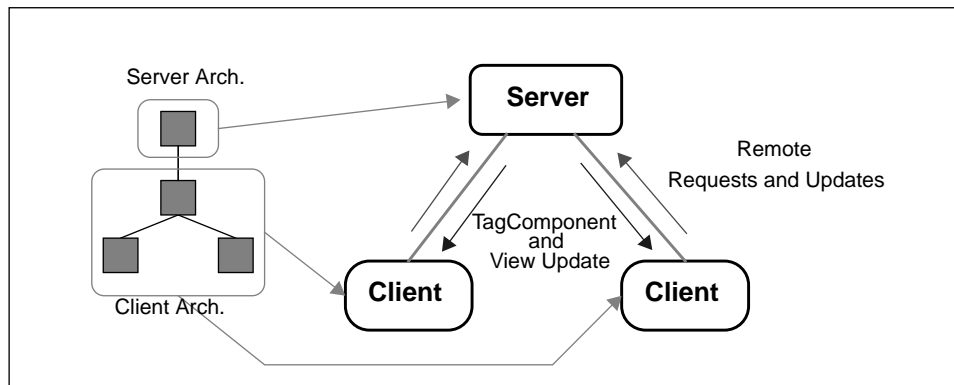 Server Arch.
Server
Remote
Requests and Updates
TagComponent
and
View Update
Client
Client
Client Arch.